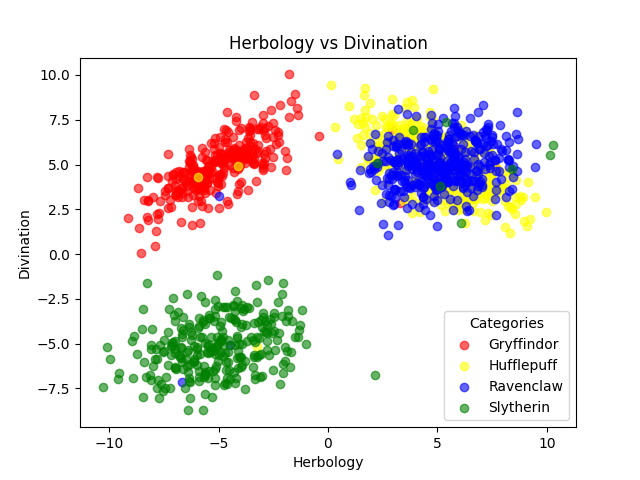 Herbology vs Divination
10.0
7.5
5.0
2.5
0.0
−2.5
−5.0
−7.5
Divination
Categories
Gryffindor
Hufflepuff
Ravenclaw
Slytherin
−10
−5
0
5
10
Herbology